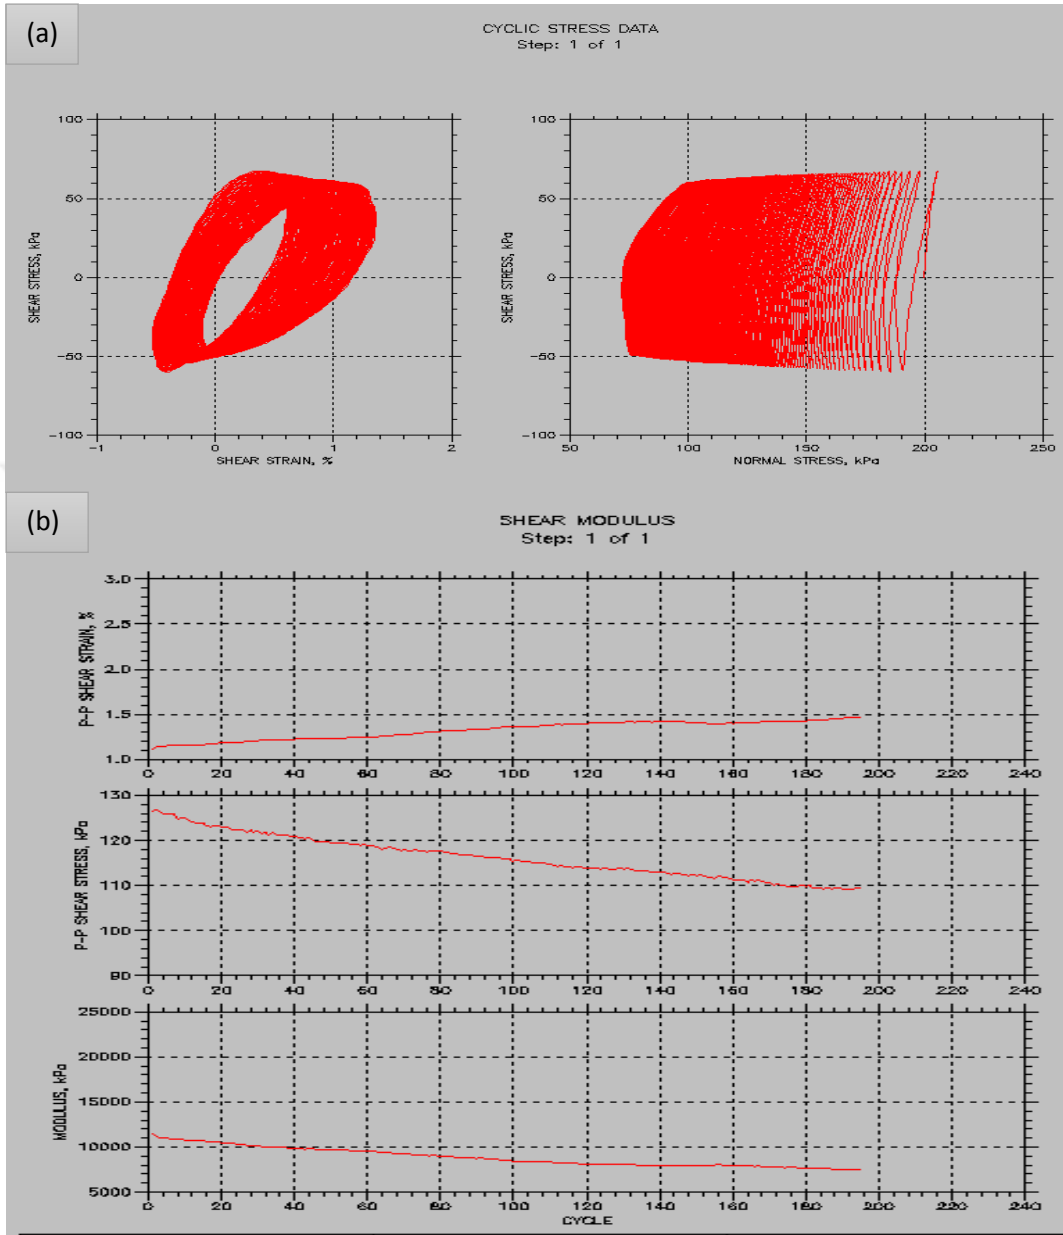 (a)
CYCLIC STRESS DATA
Step: 1 of 1
SHEAR STRESS, kPa
100
50
0
-50
-100
-1 0 1 2
SHEAR STRAIN, %
SHEAR STRESS, kPa
100
50
0
-50
-100
50 100 150 200 250
NORMAL STRESS, kPa
(b)
SHEAR MODULUS
Step: 1 of 1
P-P SHEAR STRAIN, %
3.0
2.5
2.0
1.5
1.0
0 20 40 60 80 100 120 140 160 180 200 220 240
P-P SHEAR STRESS, kPa
130
120
110
100
90
0 20 40 60 80 100 120 140 160 180 200 220 240
MODULUS, kPa
25000
20000
15000
10000
5000
0 20 40 60 80 100 120 140 160 180 200 220 240
CYCLE